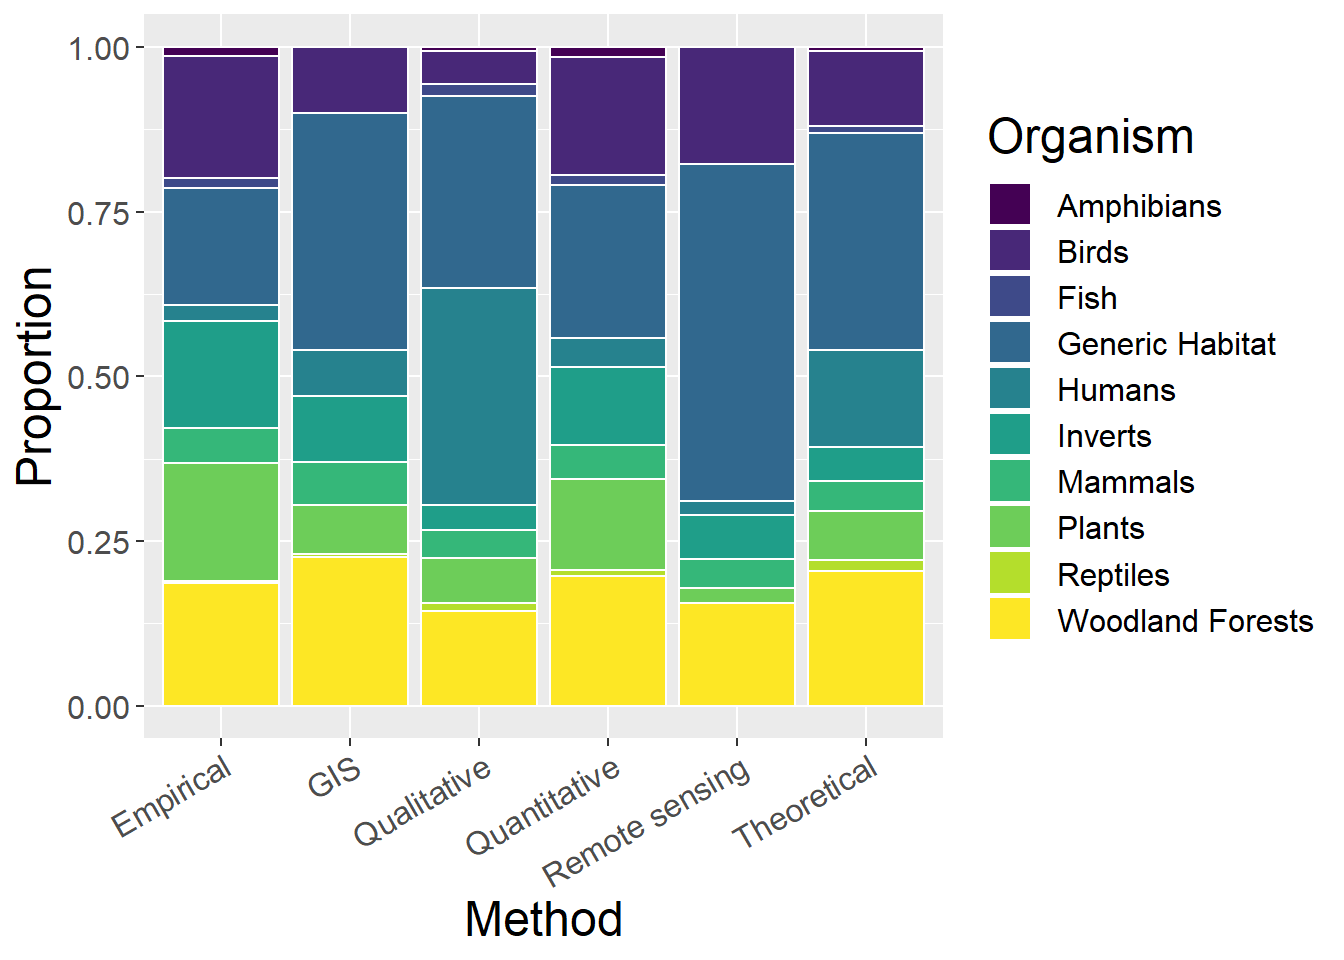 Proportion
1.00
0.75
0.50
0.25
0.00
Empirical
GIS
Qualitative
Quantitative
Remote sensing
Theoretical
Method
Organism
Amphibians
Birds
Fish
Generic Habitat
Humans
Inverts
Mammals
Plants
Reptiles
Woodland Forests